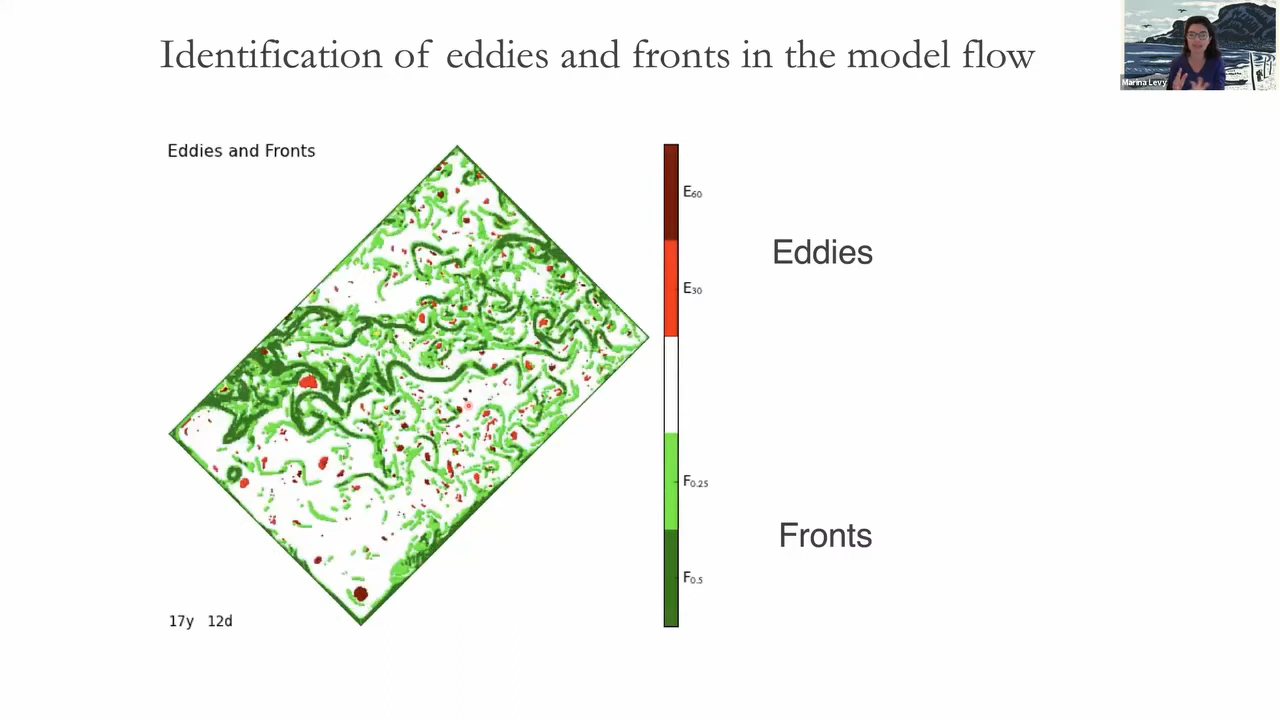 Identification of eddies and fronts in the model flow
Marina Levy
Eddies and Fronts
E60
Eddies
E30
F0.25
Fronts
F0.5
17y 12d